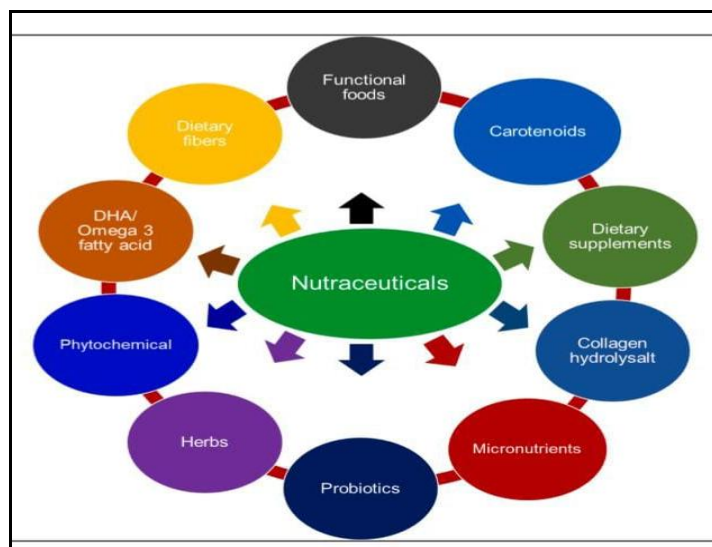 Functional
foods
Carotenoids
Dietary
supplements
Collagen
hydrolysalt
Micronutrients
Probiotics
Herbs
Phytochemical
DHA/
Omega 3
fatty acid
Dietary
fibers
Nutraceuticals